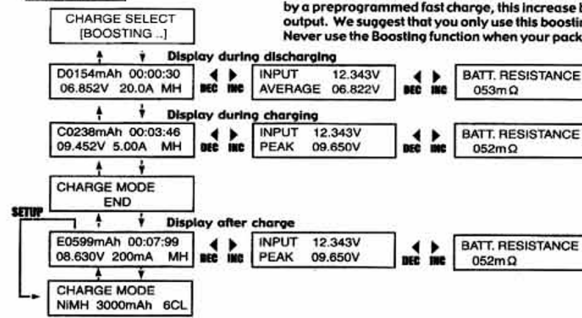 by a preprogrammed fast charge, this increase
output. We suggest that you only use this boosting
Never use the Boosting function when your pack
CHARGE SELECT
[BOOSTING ..]
Display during discharging
D0154mAh 00:00:30
06.852V 20.0A MH
DEC INC
INPUT 12.343V
AVERAGE 06.822V
DEC INC
BATT. RESISTANCE
053mΩ
Display during charging
C0238mAh 00:03:46
09.452V 5.00A MH
DEC INC
INPUT 12.343V
PEAK 09.650V
DEC INC
BATT. RESISTANCE
052mΩ
CHARGE MODE
END
SETUP
Display after charge
E0599mAh 00:07:99
08.630V 200mA MH
DEC INC
INPUT 12.343V
PEAK 09.650V
DEC INC
BATT. RESISTANCE
052mΩ
CHARGE MODE
NiMH 3000mAh 6CL